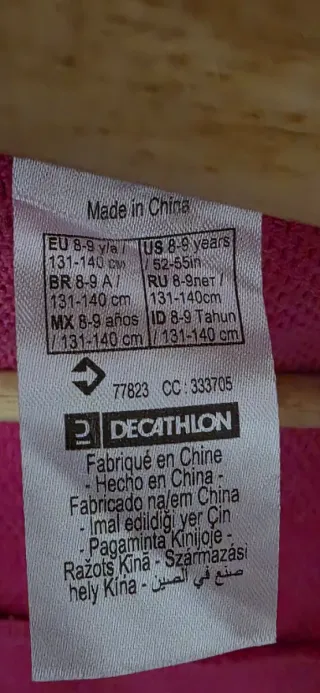 Made in China
EU 8-9 y/a /
131-140 cm
BR 8-9 A /
131-140 cm
MX 8-9 años
/ 131-140 cm
US 8-9 years
/ 52-55in
RU 8-9лет /
131-140cm
ID 8-9 Tahun
/ 131-140 cm
77823 CC : 333705
DECATHLON
Fabriqué en Chine
- Hecho en China -
Fabricado na/em China
- Imal edildiği yer Çin
- Pagaminta Kinijoje -
Ražots Ķīnā - Származási
hely Kína - صنع في الصين